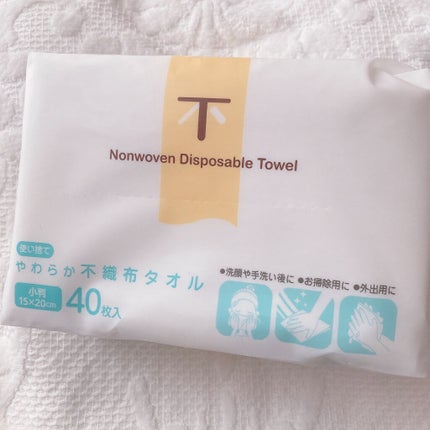 不
Nonwoven Disposable Towel
使い捨て
やわらか不織布タオル
小判
15×20cm
40枚入
●洗顔や手洗い後に ●お掃除用に ●外出用に